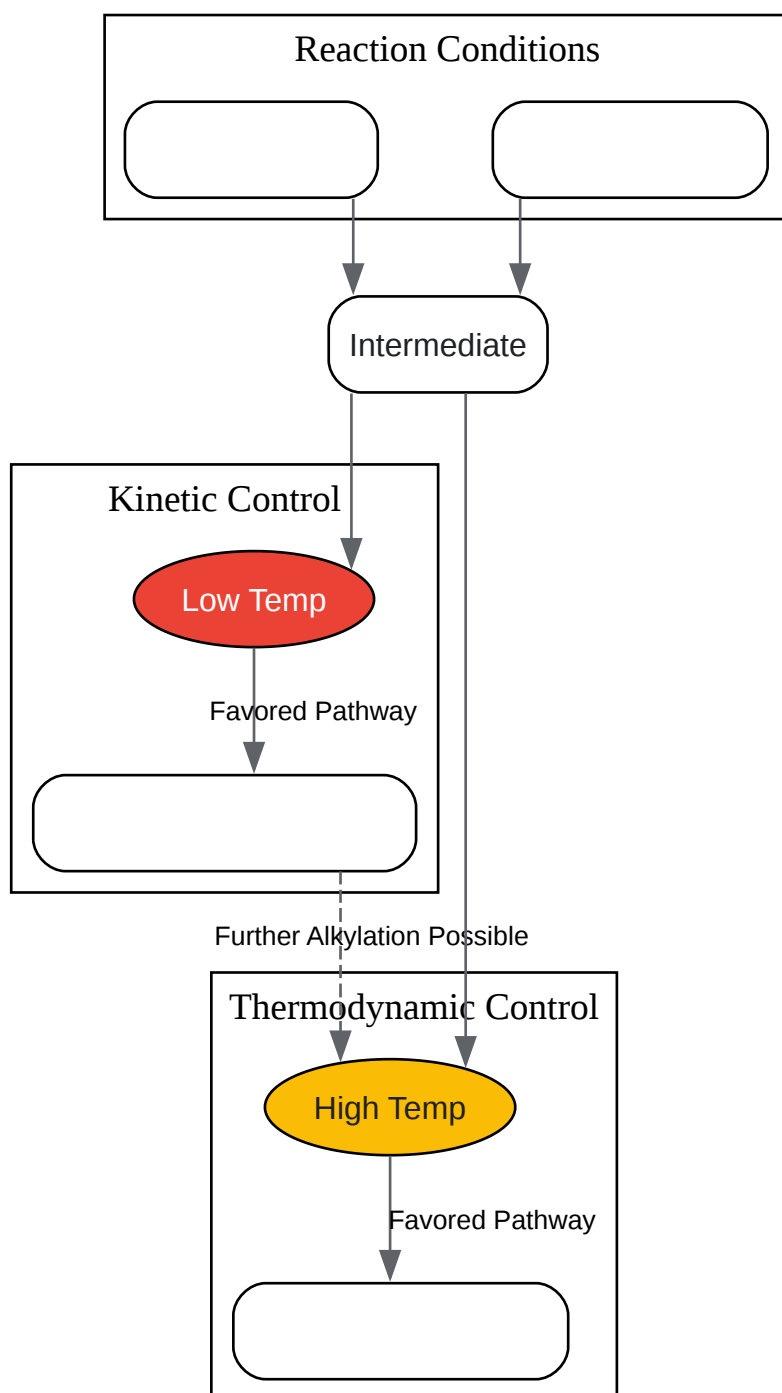 Reaction Conditions
Intermediate
Kinetic Control
Low Temp
Favored Pathway
Further Alkylation Possible
Thermodynamic Control
High Temp
Favored Pathway